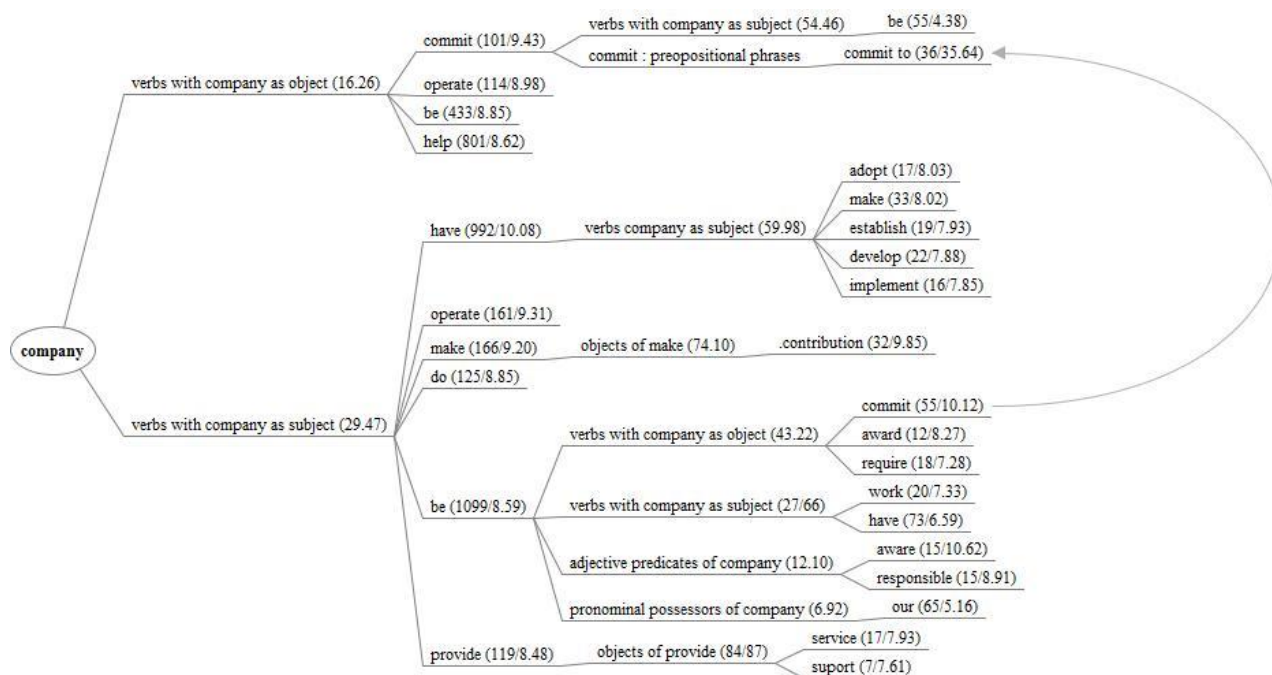 verbs with company as subject (54.46)
be (55/4.38)
commit (101/9.43)
commit : preopositional phrases
commit to (36/35.64)
verbs with company as object (16.26)
operate (114/8.98)
be (433/8.85)
help (801/8.62)
adopt (17/8.03)
make (33/8.02)
have (992/10.08)
verbs company as subject (59.98)
establish (19/7.93)
develop (22/7.88)
implement (16/7.85)
operate (161/9.31)
company
make (166/9.20)
objects of make (74.10)
.contribution (32/9.85)
do (125/8.85)
commit (55/10.12)
verbs with company as subject (29.47)
verbs with company as object (43.22)
award (12/8.27)
require (18/7.28)
be (1099/8.59)
verbs with company as subject (27/66)
work (20/7.33)
have (73/6.59)
adjective predicates of company (12.10)
aware (15/10.62)
responsible (15/8.91)
pronominal possessors of company (6.92)
our (65/5.16)
provide (119/8.48)
objects of provide (84/87)
service (17/7.93)
suport (7/7.61)